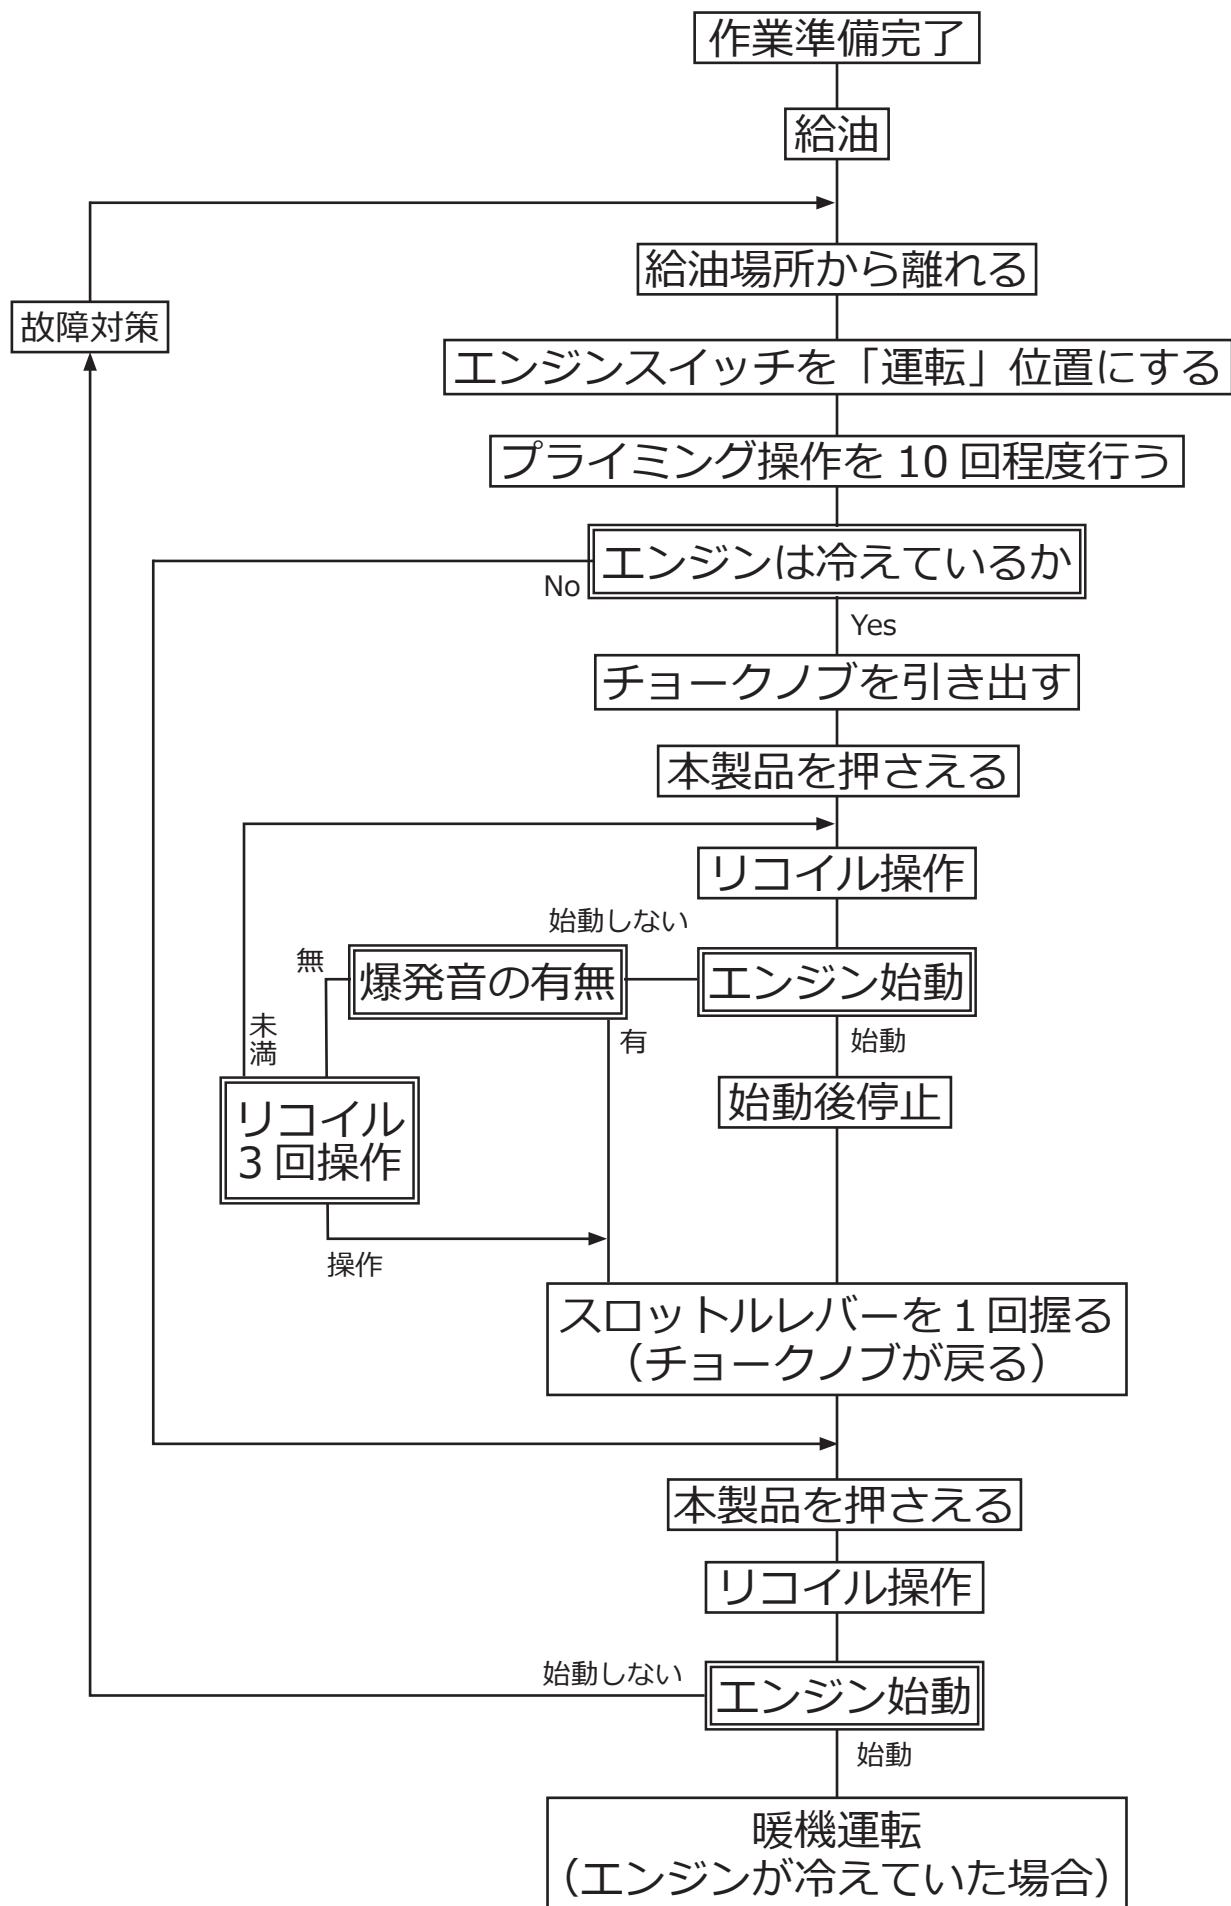 作業準備完了
給油
給油場所から離れる
故障対策
エンジンスイッチを「運転」位置にする
プライミング操作を 10 回程度行う
エンジンは冷えているか
No
Yes
チョークノブを引き出す
本製品を押さえる
リコイル操作
始動しない
無
爆発音の有無
エンジン始動
未満
有
始動
始動後停止
リコイル
3 回操作
操作
スロットルレバーを 1 回握る
（チョークノブが戻る）
本製品を押さえる
リコイル操作
始動しない
エンジン始動
始動
暖機運転
（エンジンが冷えていた場合）